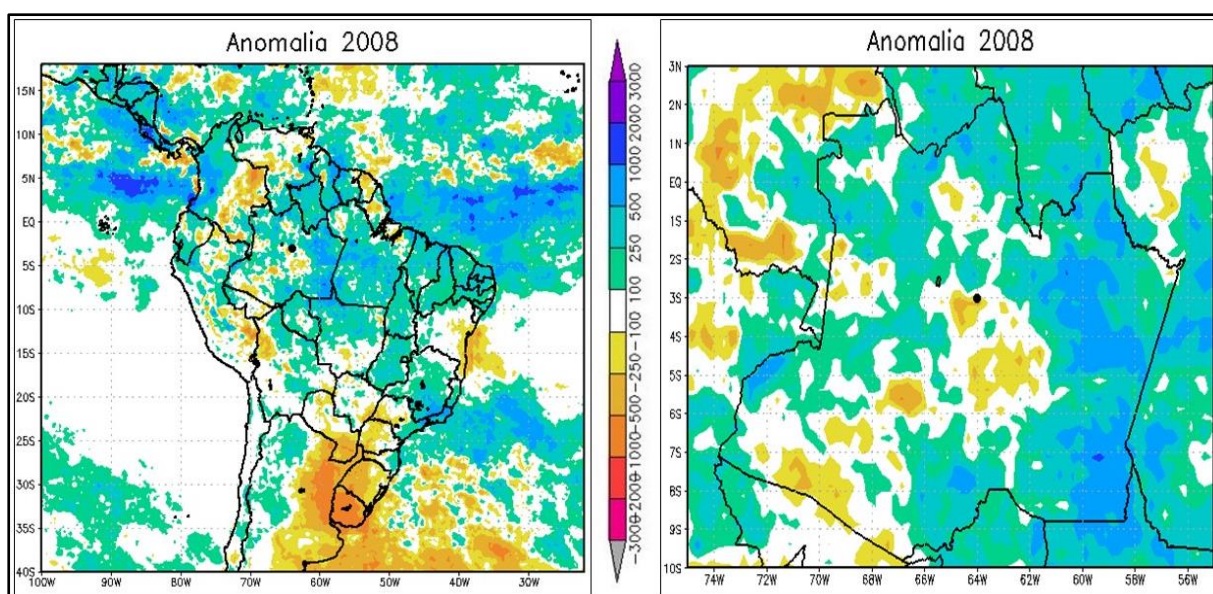 Anomalia 2008
15N
10N
5N
EQ
5S
10S
15S
20S
25S
30S
35S
40S
100W 90W 80W 70W 60W 50W 40W 30W
3000
2000
1000
500
250
100
-100
-250
-500
-1000
-2000
-3000
Anomalia 2008
3N
2N
1N
EQ
1S
2S
3S
4S
5S
6S
7S
8S
9S
10S
74W 72W 70W 68W 66W 64W 62W 60W 58W 56W